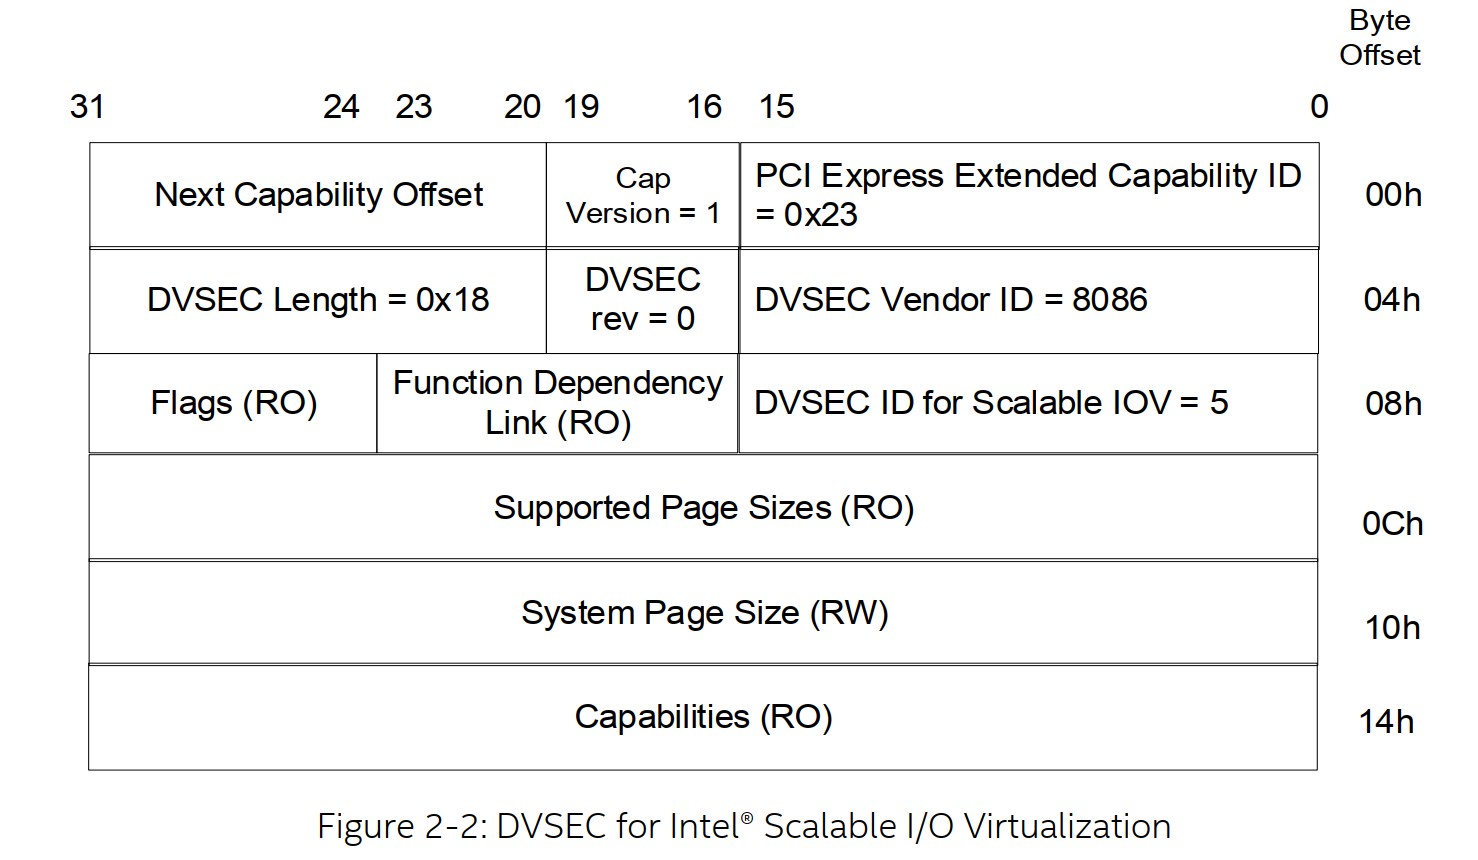 Byte
Offset
31 24 23 20 19 16 15 0
Next Capability Offset
Cap
Version = 1
PCI Express Extended Capability ID
= 0x23
00h
DVSEC Length = 0x18
DVSEC
rev = 0
DVSEC Vendor ID = 8086
04h
Flags (RO)
Function Dependency
Link (RO)
DVSEC ID for Scalable IOV = 5
08h
Supported Page Sizes (RO)
0Ch
System Page Size (RW)
10h
Capabilities (RO)
14h
Figure 2-2: DVSEC for Intel® Scalable I/O Virtualization